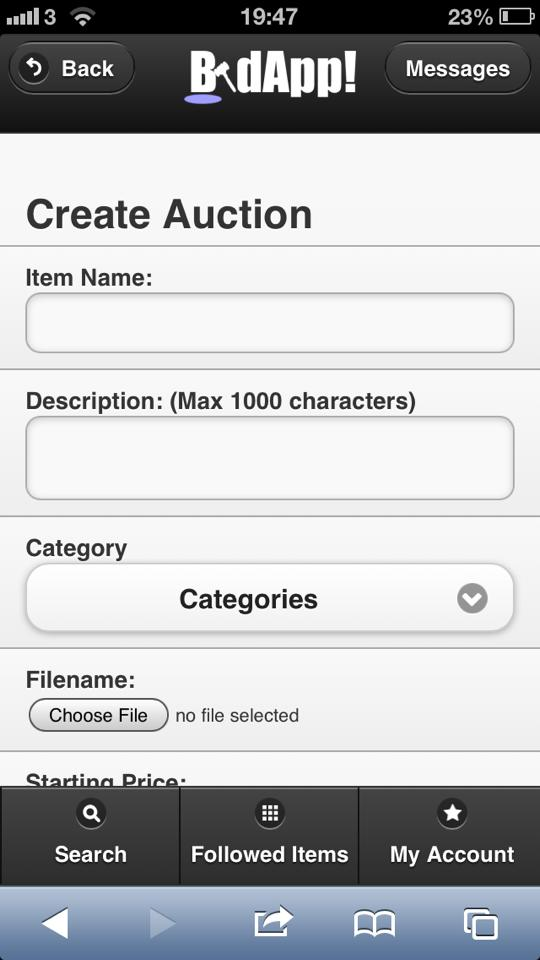 3 19:47 23%
Back BidApp! Messages
Create Auction
Item Name:
Description: (Max 1000 characters)
Category
Categories
Filename:
Choose File no file selected
Starting Price:
Search Followed Items My Account